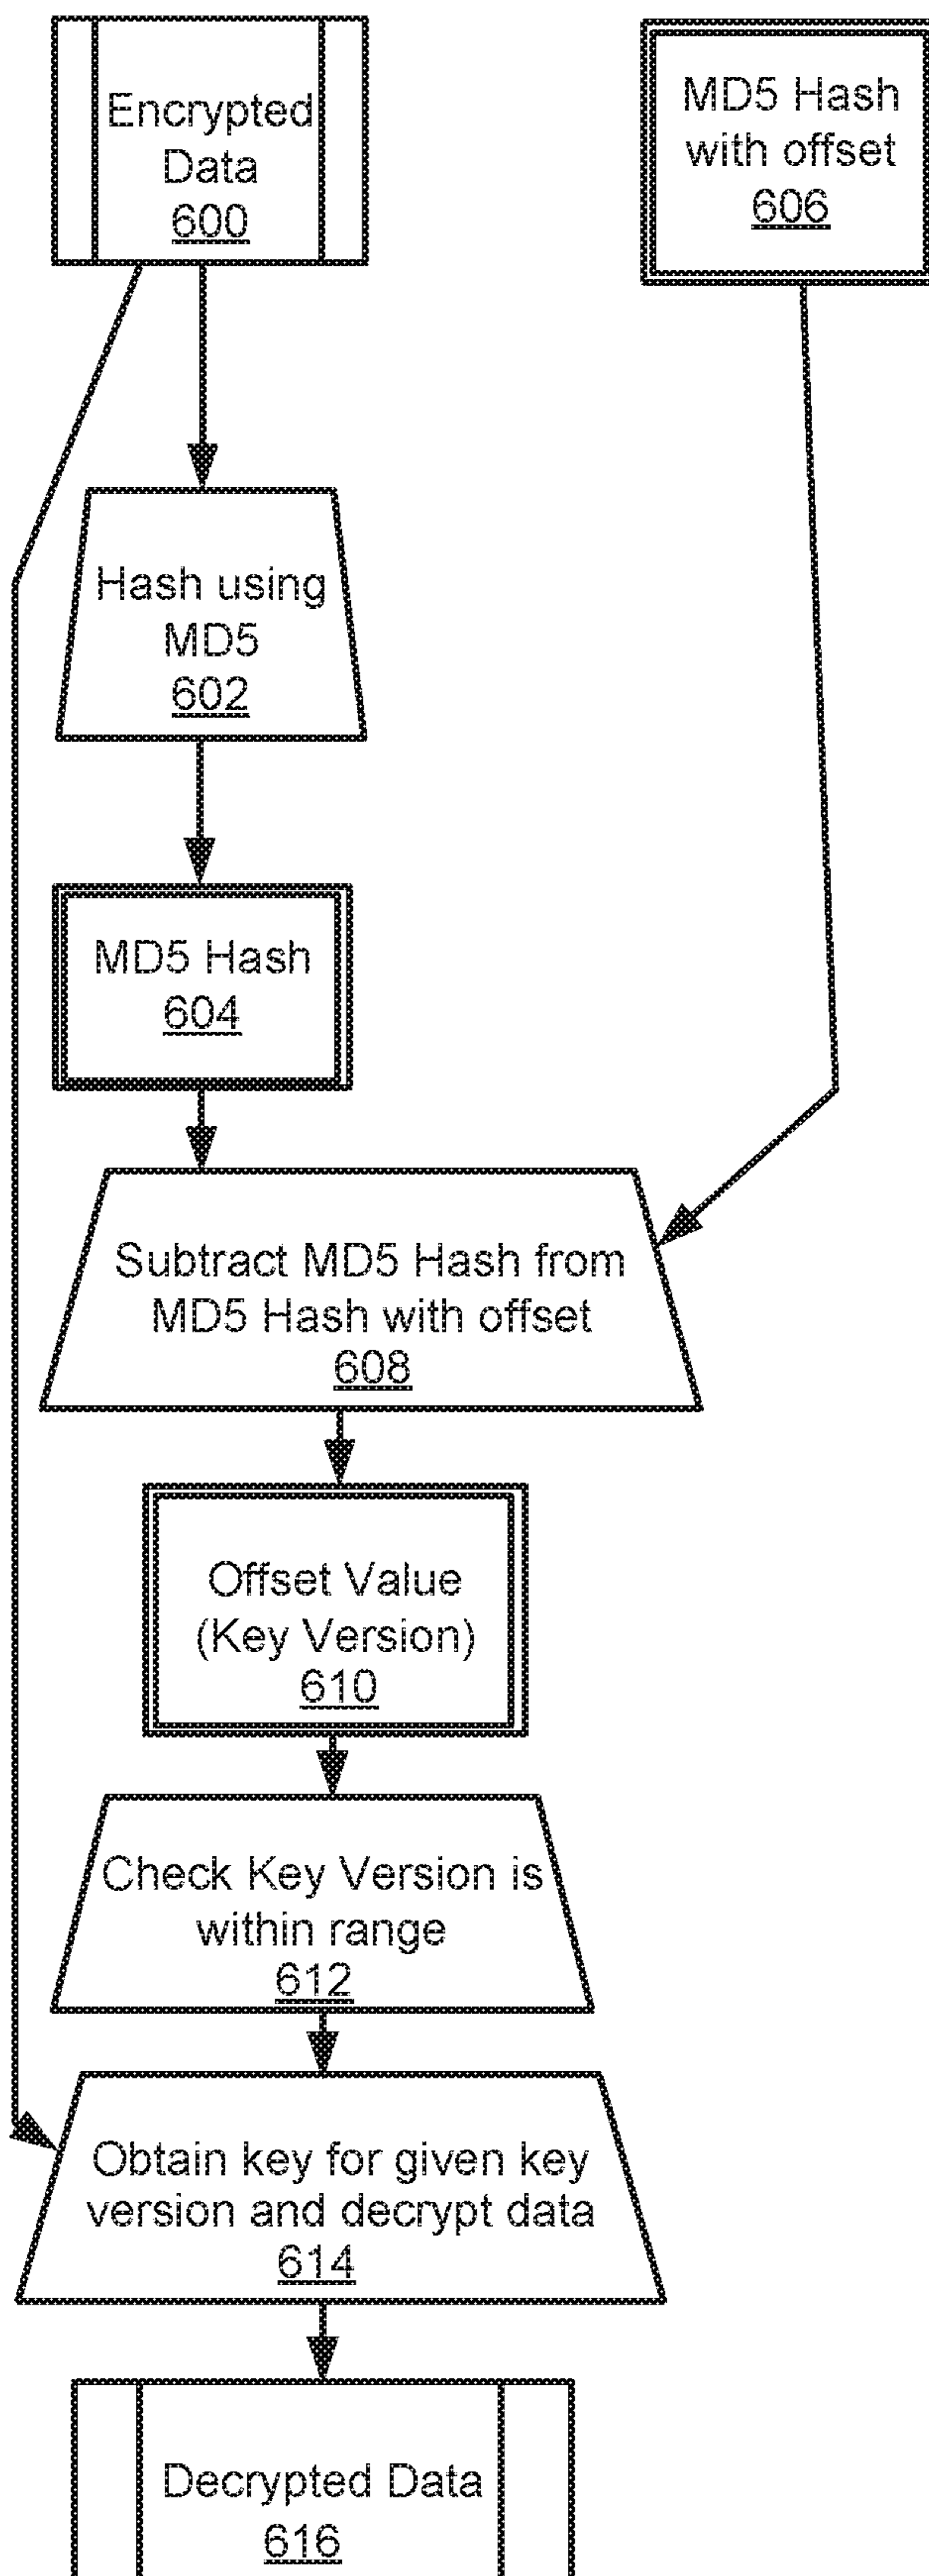 Encrypted
Data
600
MD5 Hash
with offset
606
Hash using
MD5
602
MD5 Hash
604
Subtract MD5 Hash from
MD5 Hash with offset
608
Offset Value
(Key Version)
610
Check Key Version is
within range
612
Obtain key for given key
version and decrypt data
614
Decrypted Data
616